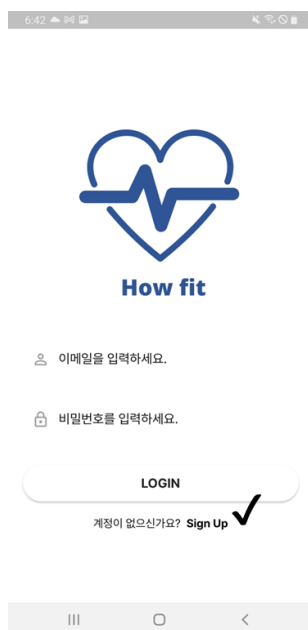 6:42
How fit
이메일을 입력하세요.
비밀번호를 입력하세요.
LOGIN
계정이 없으신가요? Sign Up